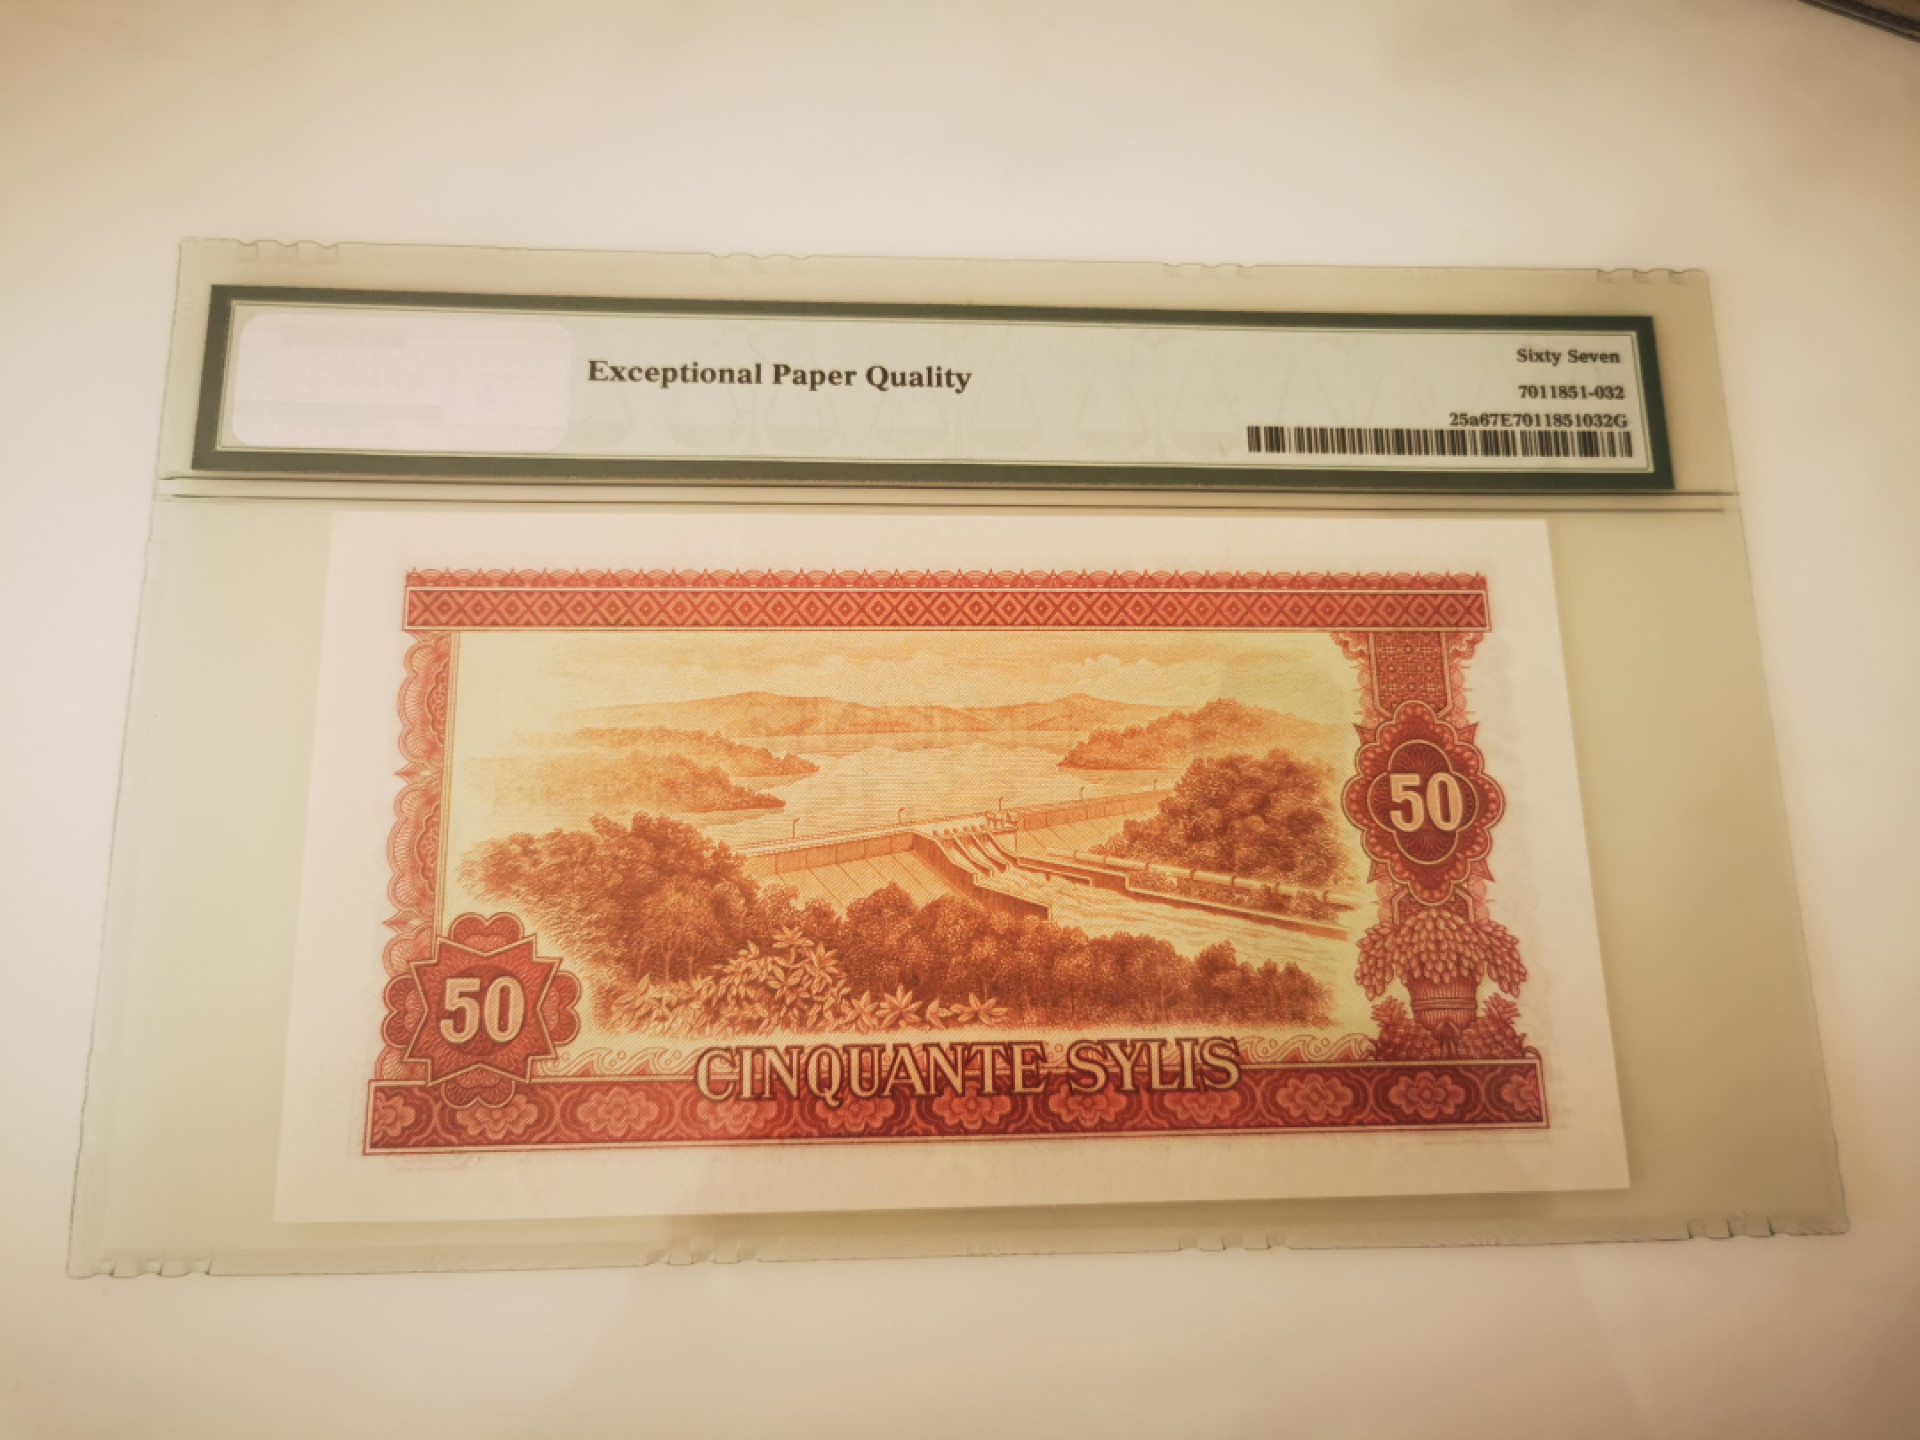 Exceptional Paper Quality
Sixty Seven
7011851-032
25a67E7011851032G
50
50
CINQUANTE SYLIS